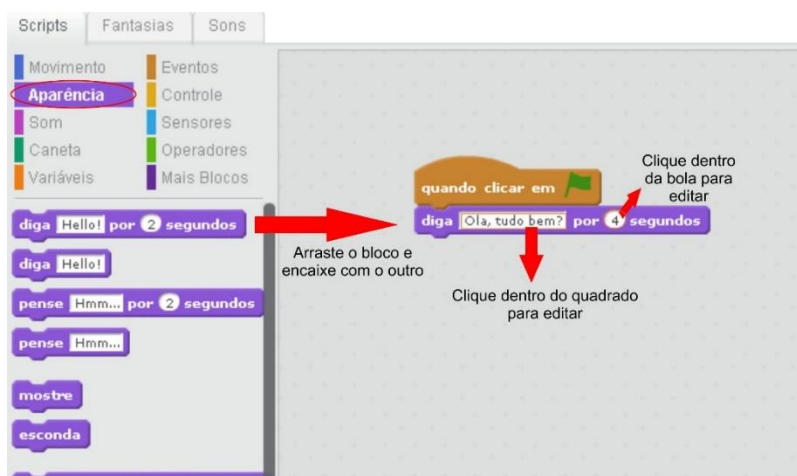 Scripts Fantasias Sons
Movimento Eventos
Aparência Controle
Som Sensores
Caneta Operadores
Variáveis Mais Blocos
diga Hello! por 2 segundos
diga Hello!
pense Hmm... por 2 segundos
pense Hmm...
mostre
esconda
Arraste o bloco e
encaixe com o outro
quando clicar em
diga Ola, tudo bem? por 4 segundos
Clique dentro
da bola para
editar
Clique dentro do quadrado
para editar